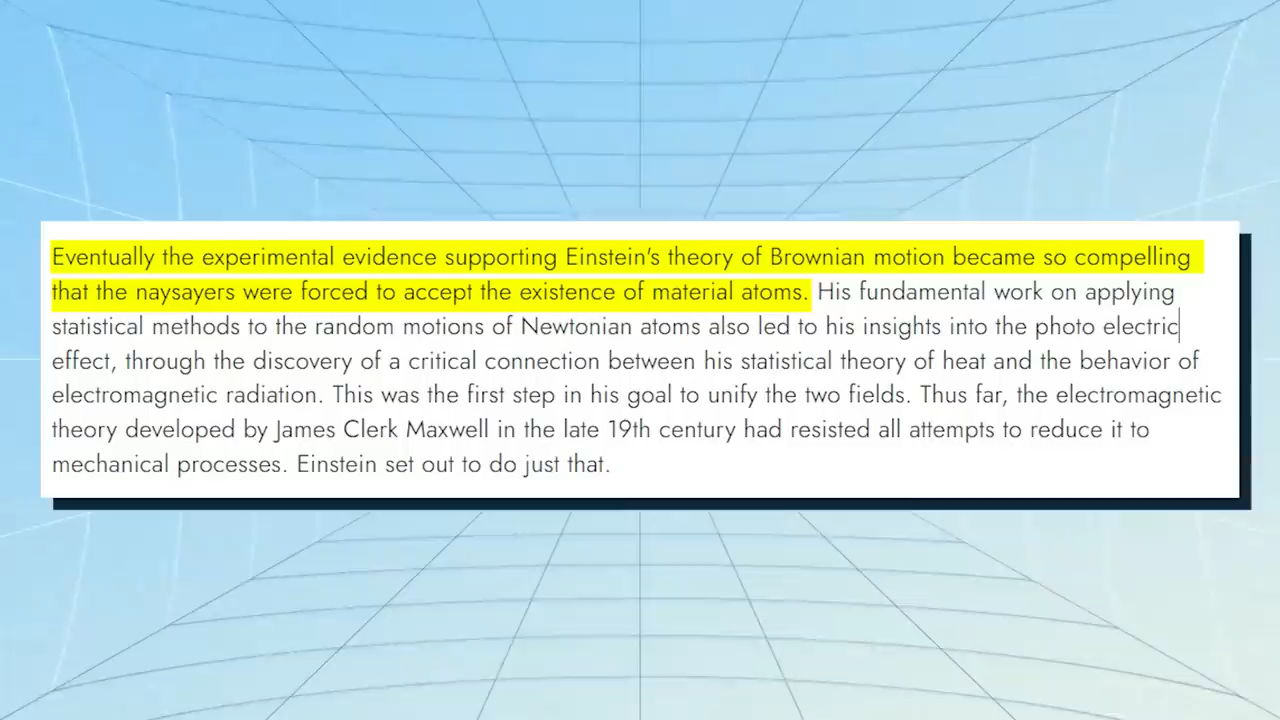 Eventually the experimental evidence supporting Einstein's theory of Brownian motion became so compelling
that the naysayers were forced to accept the existence of material atoms. His fundamental work on applying
statistical methods to the random motions of Newtonian atoms also led to his insights into the photo electric
effect, through the discovery of a critical connection between his statistical theory of heat and the behavior of
electromagnetic radiation. This was the first step in his goal to unify the two fields. Thus far, the electromagnetic
theory developed by James Clerk Maxwell in the late 19th century had resisted all attempts to reduce it to
mechanical processes. Einstein set out to do just that.